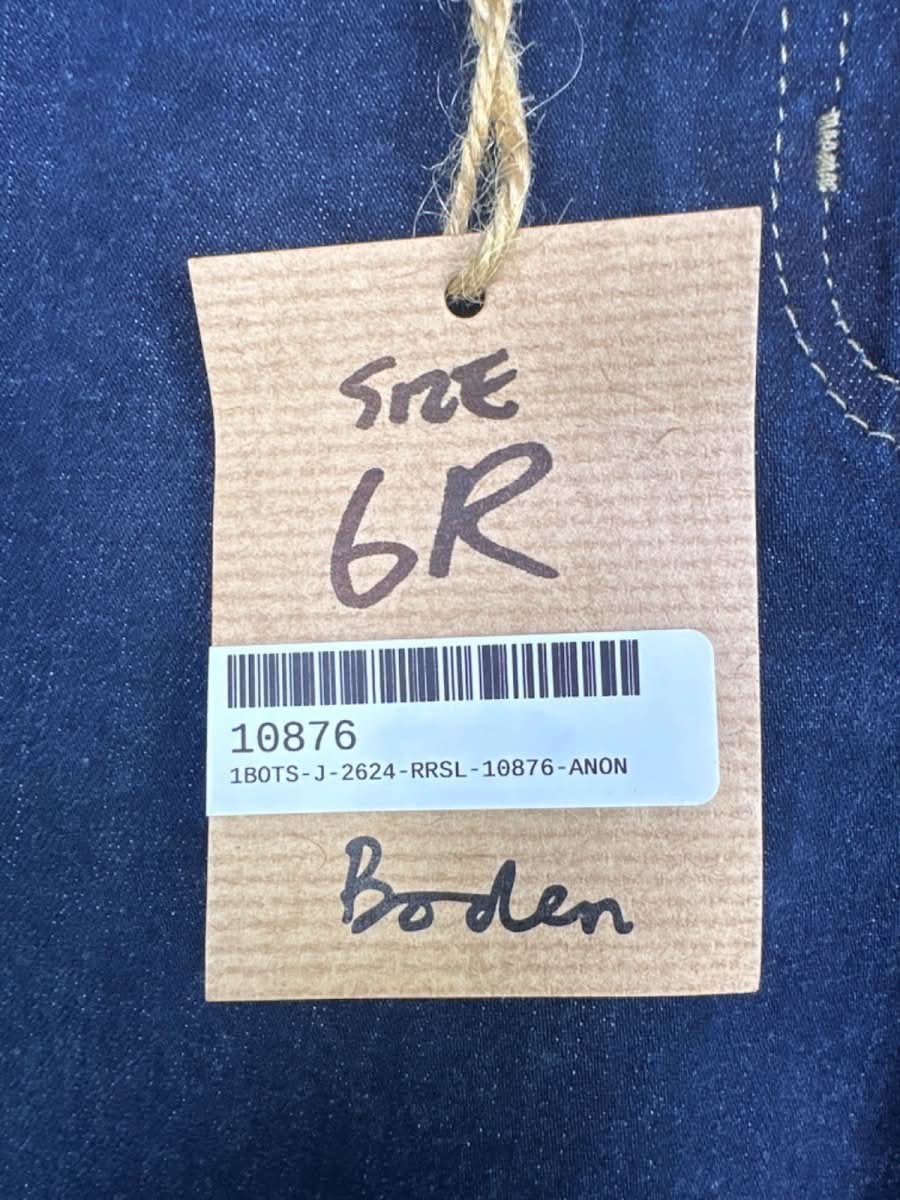 SIZE
6R
10876
1BOTS-J-2624-RRSL-10876-ANON
Boden